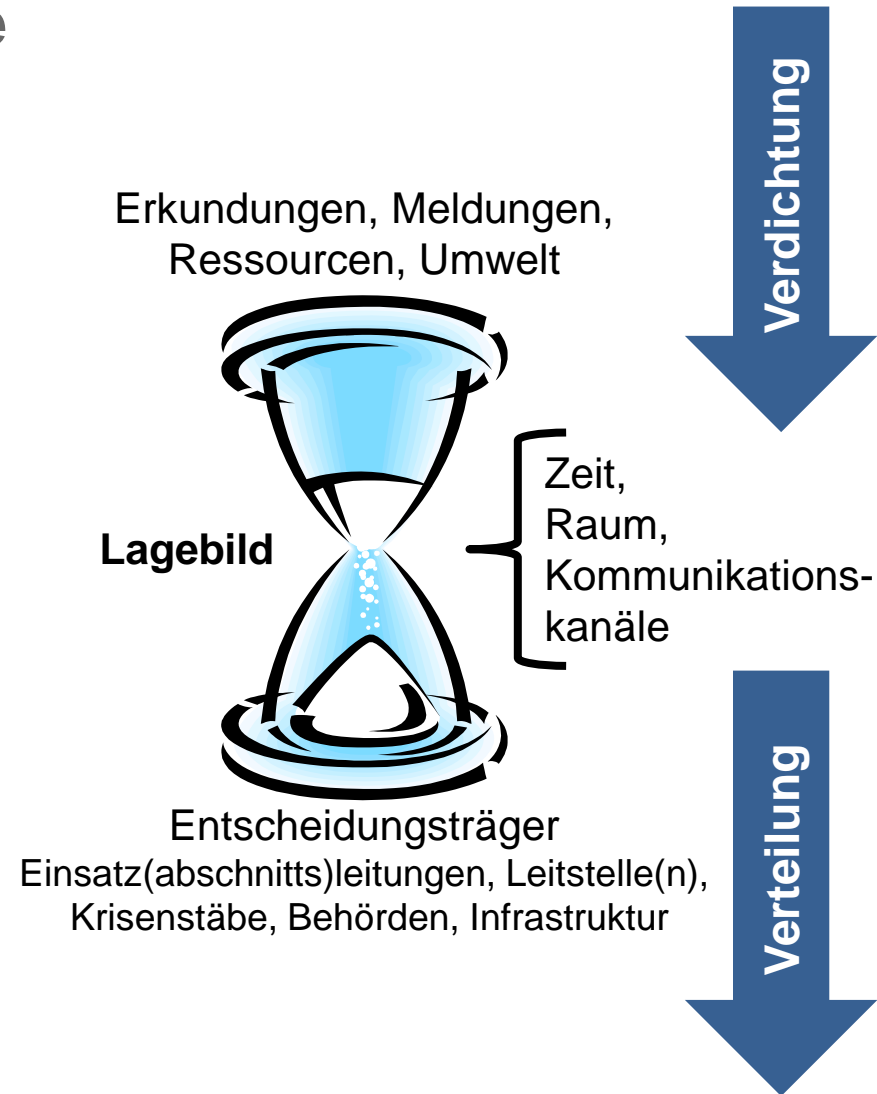 e
Verdichtung
Erkundungen, Meldungen,
Ressourcen, Umwelt
Lagebild
Zeit,
Raum,
Kommunikations-
kanäle
Verteilung
Entscheidungsträger
Einsatz(abschnitts)leitungen, Leitstelle(n),
Krisenstäbe, Behörden, Infrastruktur